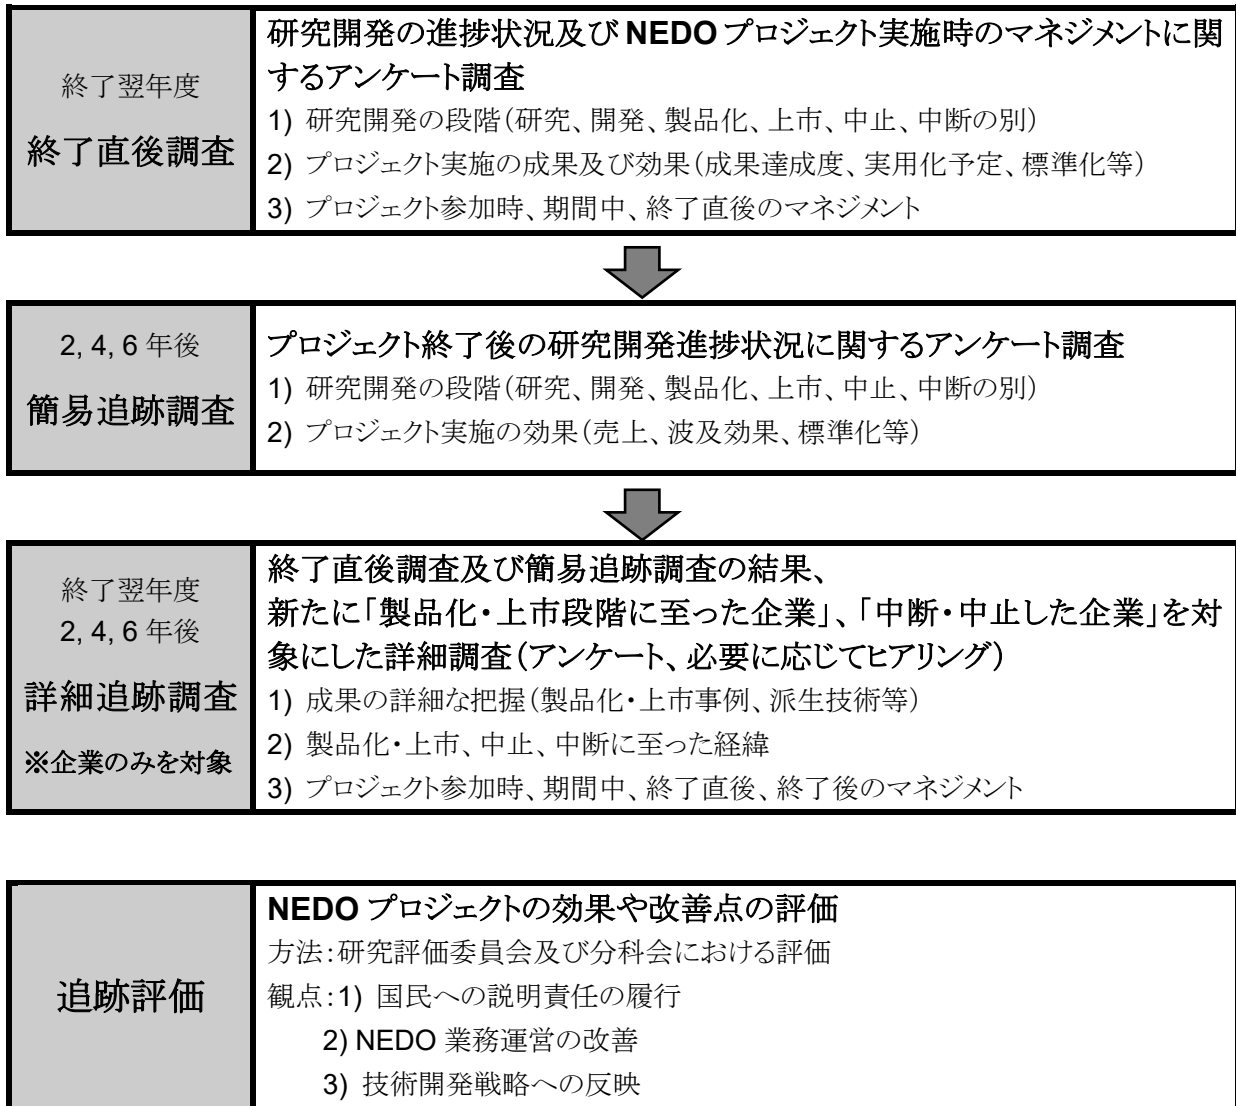 終了翌年度
終了直後調査
研究開発の進捗状況及び NEDO プロジェクト実施時のマネジメントに関
するアンケート調査
1) 研究開発の段階(研究、開発、製品化、上市、中止、中断の別)
2) プロジェクト実施の成果及び効果(成果達成度、実用化予定、標準化等)
3) プロジェクト参加時、期間中、終了直後のマネジメント
2, 4, 6 年後
簡易追跡調査
プロジェクト終了後の研究開発進捗状況に関するアンケート調査
1) 研究開発の段階(研究、開発、製品化、上市、中止、中断の別)
2) プロジェクト実施の効果(売上、波及効果、標準化等)
終了翌年度
2, 4, 6 年後
詳細追跡調査
※企業のみを対象
終了直後調査及び簡易追跡調査の結果、
新たに「製品化・上市段階に至った企業」、「中断・中止した企業」を対
象にした詳細調査(アンケート、必要に応じてヒアリング)
1) 成果の詳細な把握(製品化・上市事例、派生技術等)
2) 製品化・上市、中止、中断に至った経緯
3) プロジェクト参加時、期間中、終了直後、終了後のマネジメント
追跡評価
NEDO プロジェクトの効果や改善点の評価
方法:研究評価委員会及び分科会における評価
観点:1) 国民への説明責任の履行
2) NEDO 業務運営の改善
3) 技術開発戦略への反映